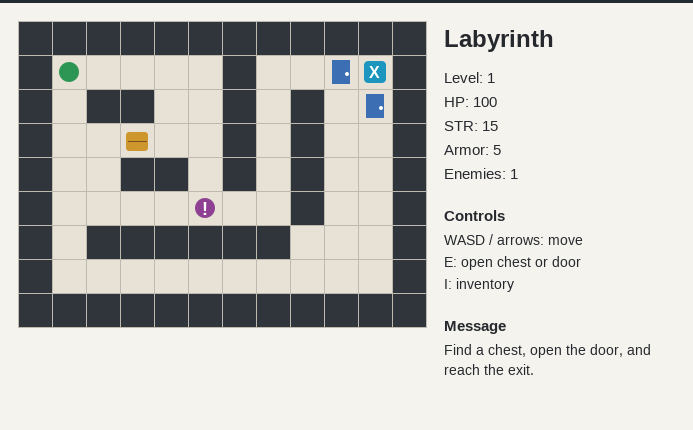 X
!
Labyrinth
Level: 1
HP: 100
STR: 15
Armor: 5
Enemies: 1
Controls
WASD / arrows: move
E: open chest or door
I: inventory
Message
Find a chest, open the door, and
reach the exit.